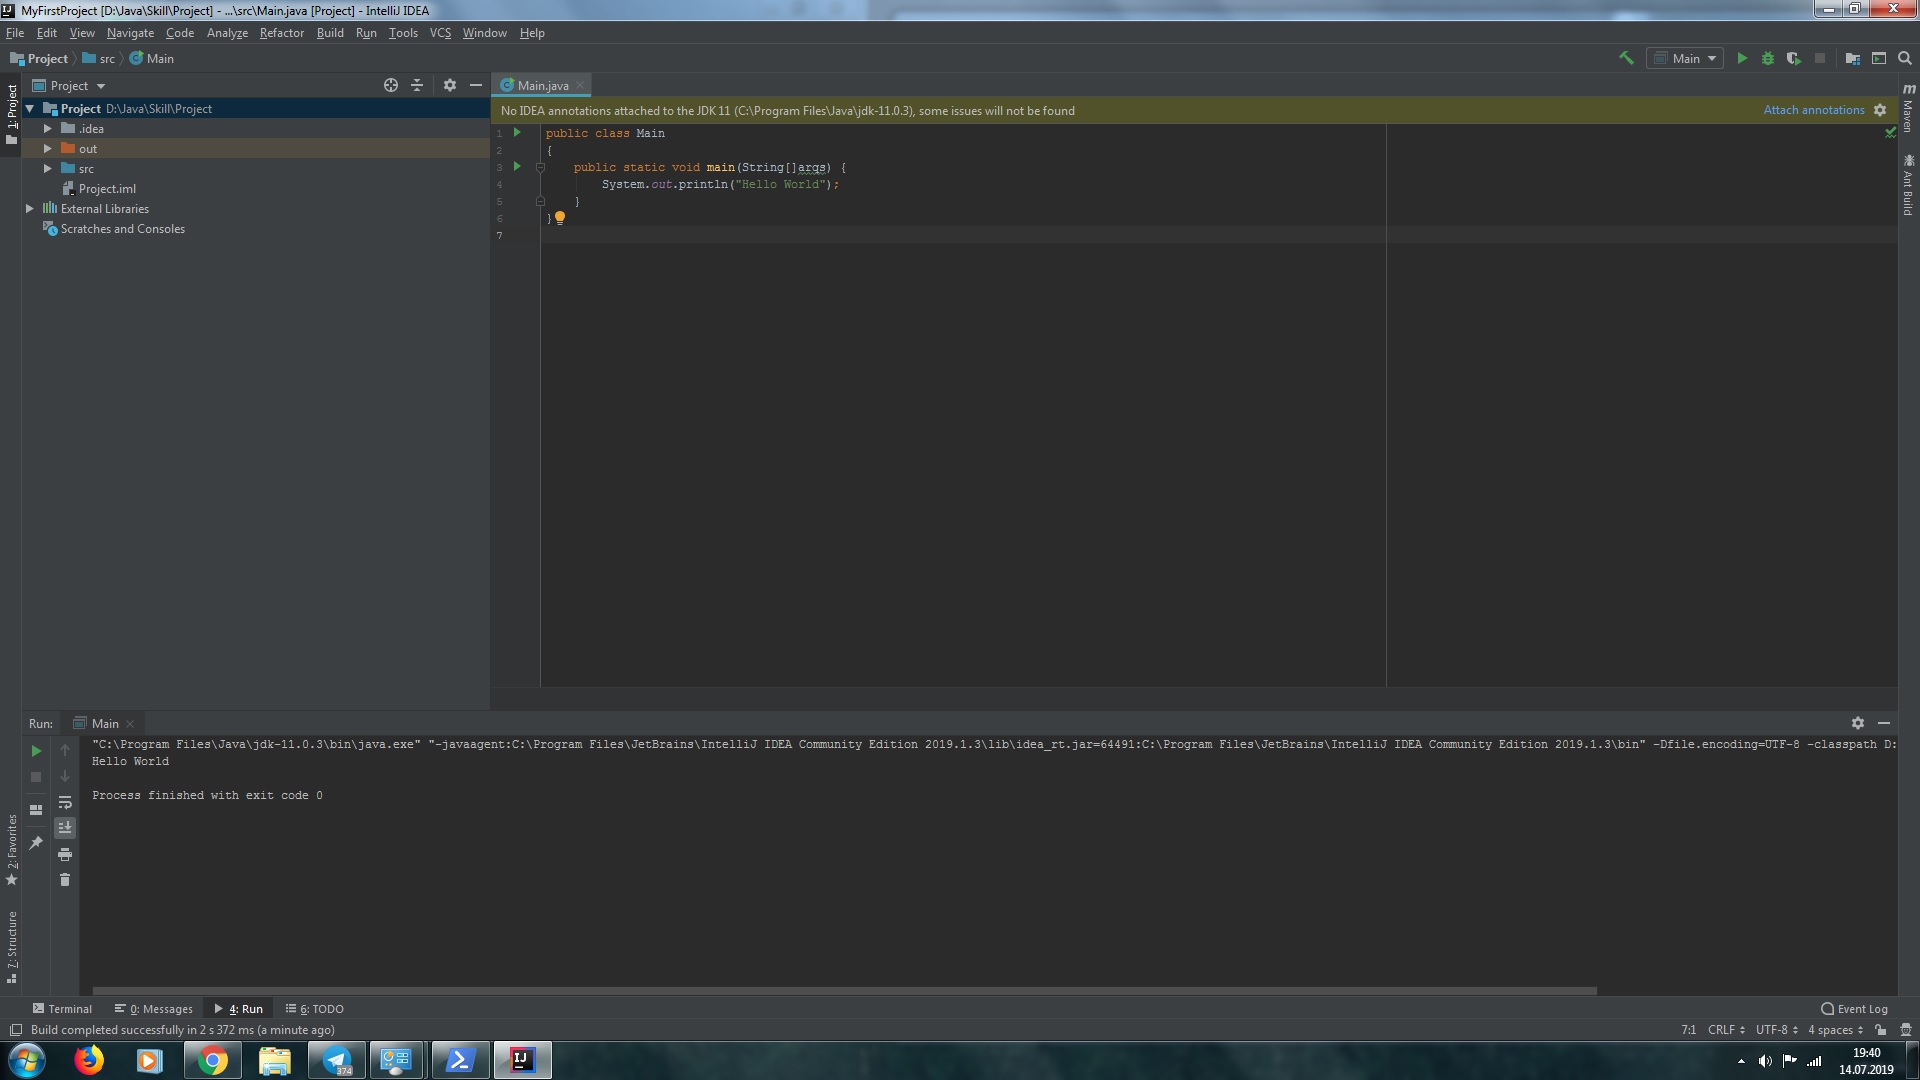 MyFirstProject [D:\Java\Skill\Project] - ...\src\Main.java [Project] - IntelliJ IDEA
File Edit View Navigate Code Analyze Refactor Build Run Tools VCS Window Help
Project src Main
Main
Project
Main.java
1: Project
Project D:\Java\Skill\Project
.idea
out
src
Project.iml
External Libraries
Scratches and Consoles
No IDEA annotations attached to the JDK 11 (C:\Program Files\Java\jdk-11.0.3), some issues will not be found
Attach annotations
Maven
Ant Build
1 public class Main
2 {
3 public static void main(String[]args) {
4 System.out.println("Hello World");
5 }
6 }
7
Run: Main
"C:\Program Files\Java\jdk-11.0.3\bin\java.exe" "-javaagent:C:\Program Files\JetBrains\IntelliJ IDEA Community Edition 2019.1.3\lib\idea_rt.jar=64491:C:\Program Files\JetBrains\IntelliJ IDEA Community Edition 2019.1.3\bin" -Dfile.encoding=UTF-8 -classpath D:
Hello World
Process finished with exit code 0
2: Favorites
7: Structure
Terminal 0: Messages 4: Run 6: TODO
Event Log
Build completed successfully in 2 s 372 ms (a minute ago)
7:1 CRLF UTF-8 4 spaces
374
IJ
19:40
14.07.2019